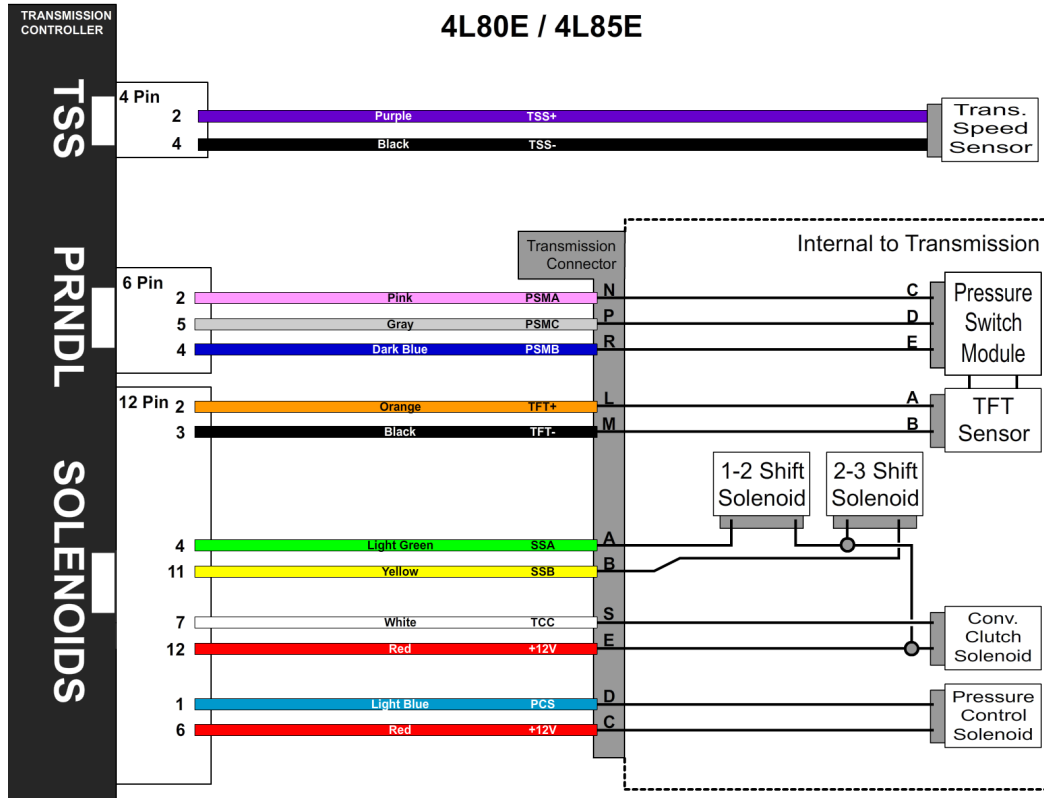 TRANSMISSION
CONTROLLER
4L80E / 4L85E
TSS
4 Pin
2 Purple TSS+
4 Black TSS-
Trans.
Speed
Sensor
PRNDL
Transmission
Connector
Internal to Transmission
6 Pin
2 Pink PSMA N C
5 Gray PSMC P D
4 Dark Blue PSMB R E
Pressure
Switch
Module
12 Pin
2 Orange TFT+ L A
3 Black TFT- M B
TFT
Sensor
SOLENOIDS
1-2 Shift
Solenoid
2-3 Shift
Solenoid
4 Light Green SSA A
11 Yellow SSB B
7 White TCC S
12 Red +12V E
Conv.
Clutch
Solenoid
1 Light Blue PCS D
6 Red +12V C
Pressure
Control
Solenoid